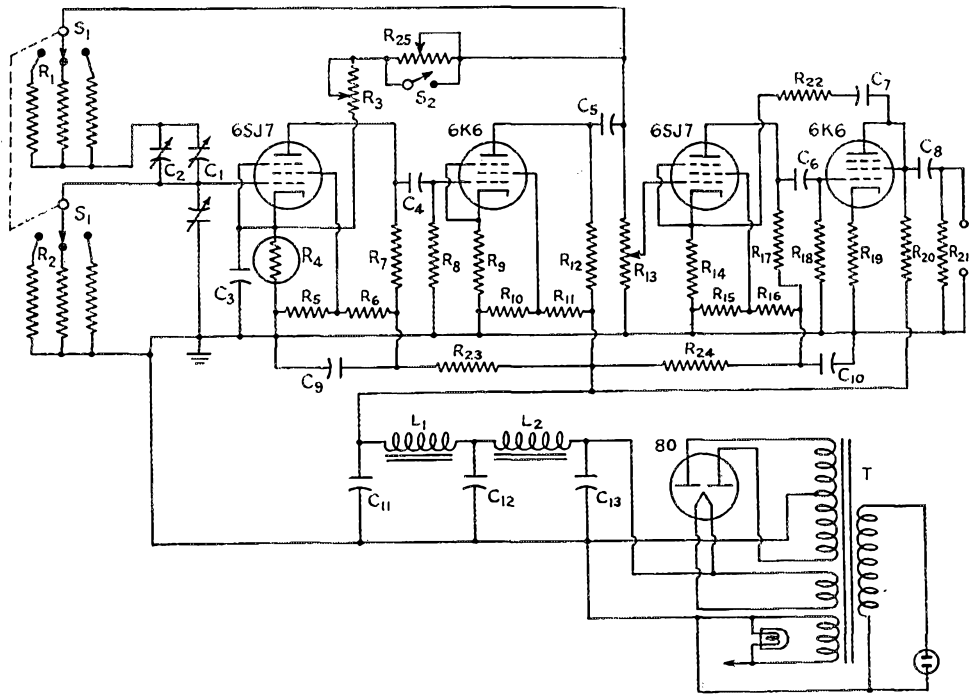 S1
R25
R1
R3
S2
R22
C7
6SJ7
6K6
C5
6SJ7
6K6
C2
C1
C4
C6
C8
S1
R2
R4
R7
R8
R9
R12
R13
R14
R17
R18
R19
R20
R21
C3
R5
R6
R10
R11
R15
R16
C9
R23
R24
C10
L1
L2
80
T
C11
C12
C13